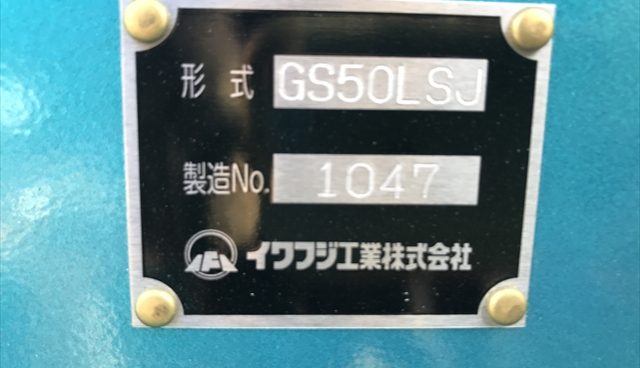 形式 GS50LSJ
製造No. 1047
イワフジ工業株式会社